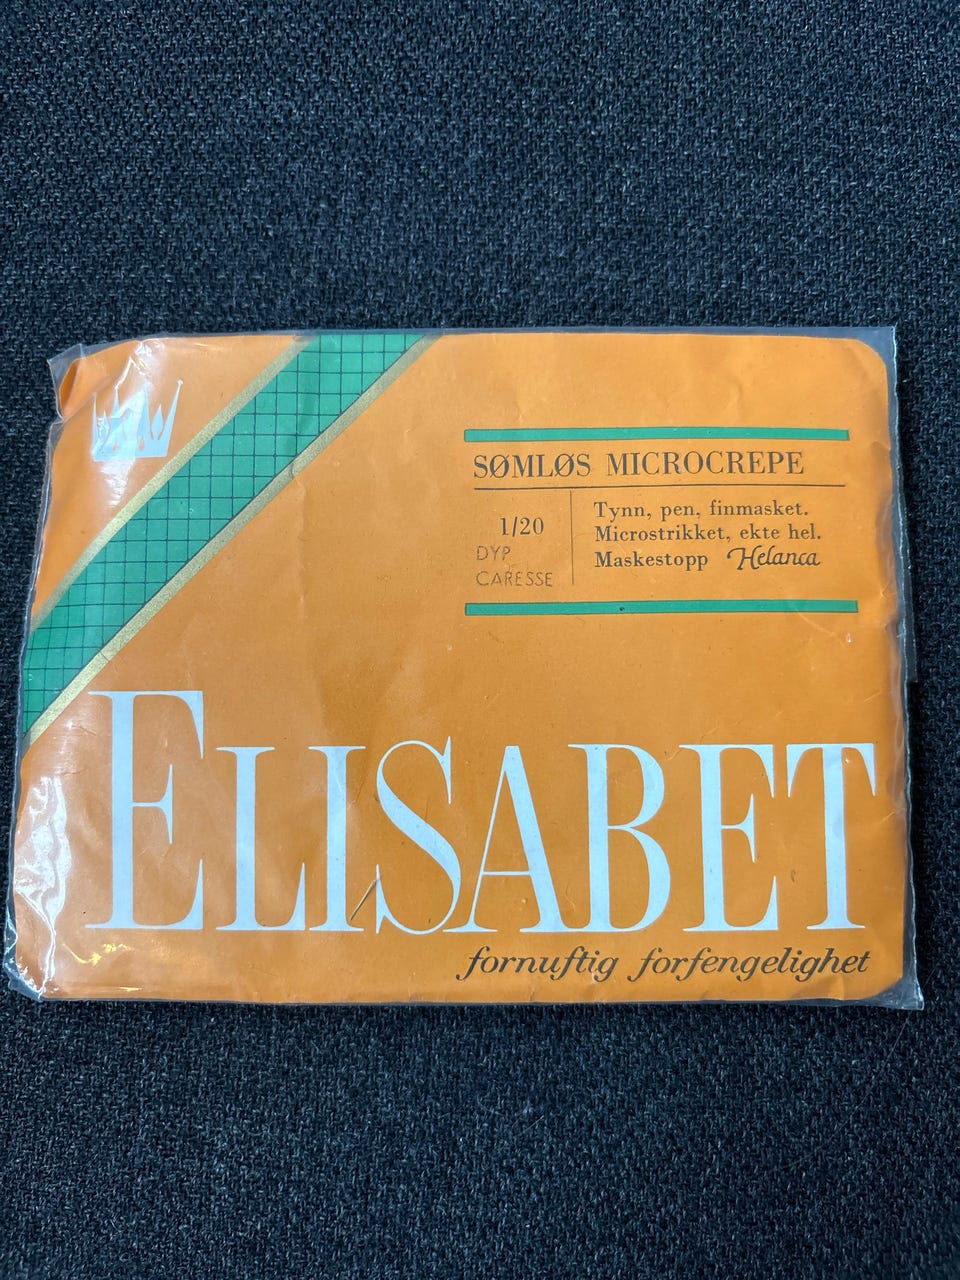 SØMLØS MICROCREPE
1/20
DYP
CARESSE
Tynn, pen, finmasket.
Microstrikket, ekte hel.
Maskestopp Helanca
ELISABET
fornuftig forfengelighet